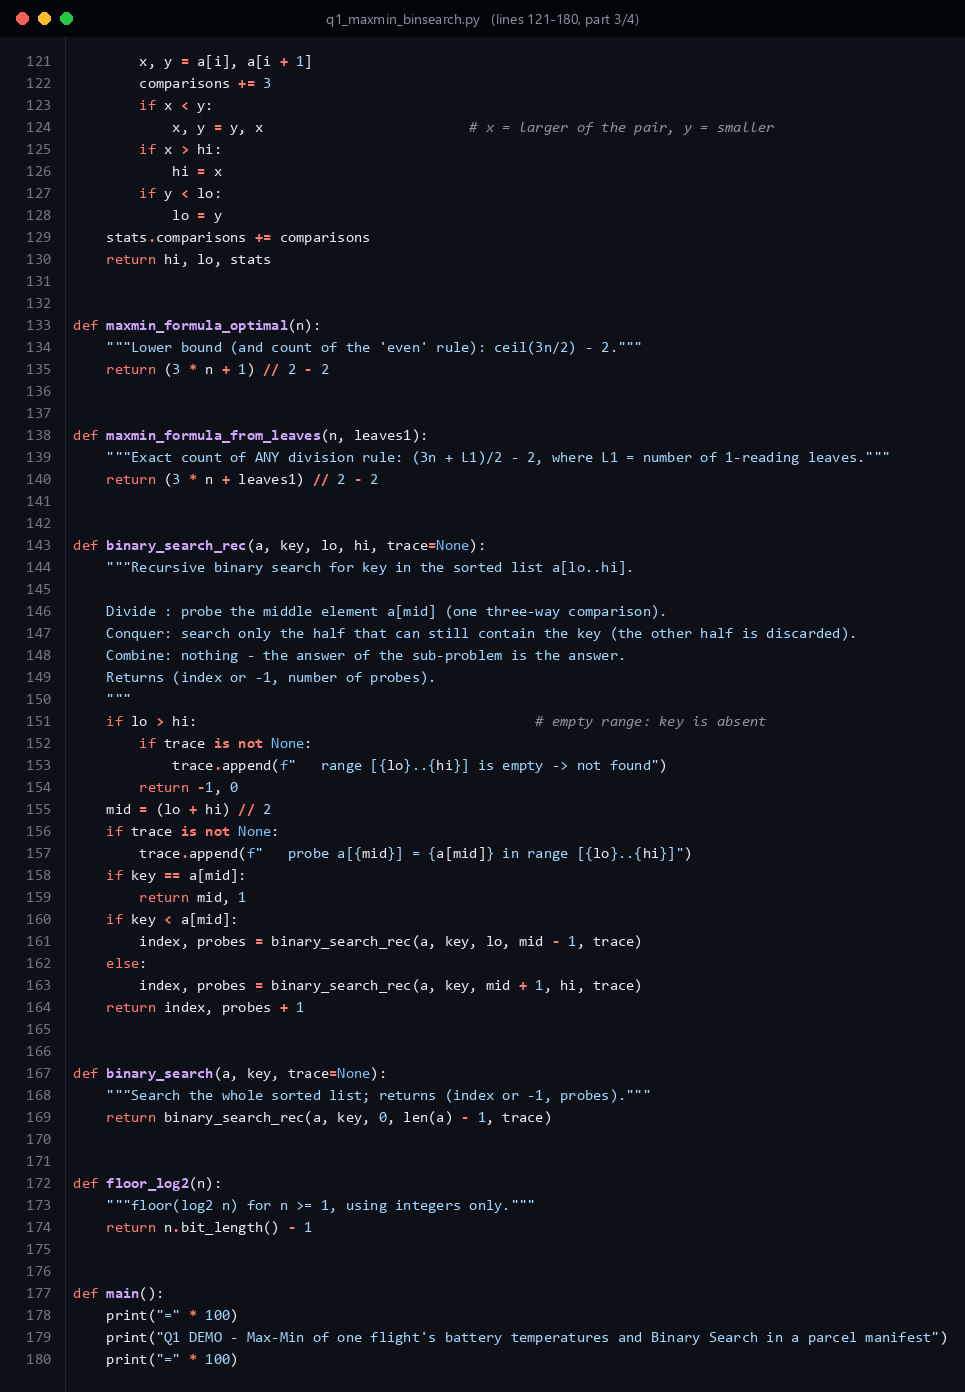 q1_maxmin_binsearch.py   (lines 121-180, part 3/4)
121         x, y = a[i], a[i + 1]
122         comparisons += 3
123         if x < y:
124             x, y = y, x                         # x = larger of the pair, y = smaller
125         if x > hi:
126             hi = x
127         if y < lo:
128             lo = y
129     stats.comparisons += comparisons
130     return hi, lo, stats
131
132
133 def maxmin_formula_optimal(n):
134     """Lower bound (and count of the 'even' rule): ceil(3n/2) - 2."""
135     return (3 * n + 1) // 2 - 2
136
137
138 def maxmin_formula_from_leaves(n, leaves1):
139     """Exact count of ANY division rule: (3n + L1)/2 - 2, where L1 = number of 1-reading leaves."""
140     return (3 * n + leaves1) // 2 - 2
141
142
143 def binary_search_rec(a, key, lo, hi, trace=None):
144     """Recursive binary search for key in the sorted list a[lo..hi].
145
146     Divide : probe the middle element a[mid] (one three-way comparison).
147     Conquer: search only the half that can still contain the key (the other half is discarded).
148     Combine: nothing - the answer of the sub-problem is the answer.
149     Returns (index or -1, number of probes).
150     """
151     if lo > hi:                                         # empty range: key is absent
152         if trace is not None:
153             trace.append(f"   range [{lo}..{hi}] is empty -> not found")
154         return -1, 0
155     mid = (lo + hi) // 2
156     if trace is not None:
157         trace.append(f"   probe a[{mid}] = {a[mid]} in range [{lo}..{hi}]")
158     if key == a[mid]:
159         return mid, 1
160     if key < a[mid]:
161         index, probes = binary_search_rec(a, key, lo, mid - 1, trace)
162     else:
163         index, probes = binary_search_rec(a, key, mid + 1, hi, trace)
164     return index, probes + 1
165
166
167 def binary_search(a, key, trace=None):
168     """Search the whole sorted list; returns (index or -1, probes)."""
169     return binary_search_rec(a, key, 0, len(a) - 1, trace)
170
171
172 def floor_log2(n):
173     """floor(log2 n) for n >= 1, using integers only."""
174     return n.bit_length() - 1
175
176
177 def main():
178     print("=" * 100)
179     print("Q1 DEMO - Max-Min of one flight's battery temperatures and Binary Search in a parcel manifest")
180     print("=" * 100)